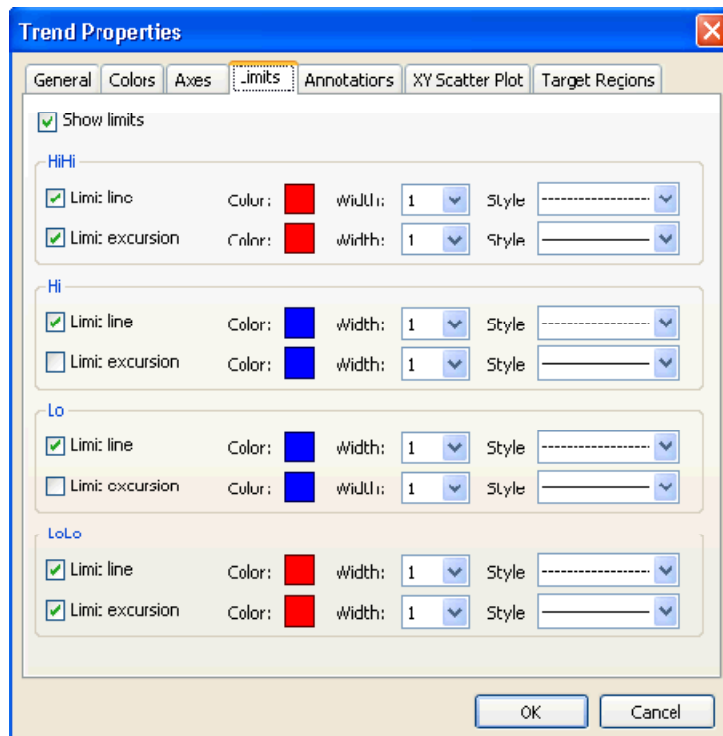 Trend Properties
General Colors Axes Limits Annotations XY Scatter Plot Target Regions
Show limits
HiHi
Limit line Color: Width: 1 Style
Limit excursion Color: Width: 1 Style
Hi
Limit line Color: Width: 1 Style
Limit excursion Color: Width: 1 Style
Lo
Limit line Color: Width: 1 Style
Limit excursion Color: Width: 1 Style
LoLo
Limit line Color: Width: 1 Style
Limit excursion Color: Width: 1 Style
OK Cancel